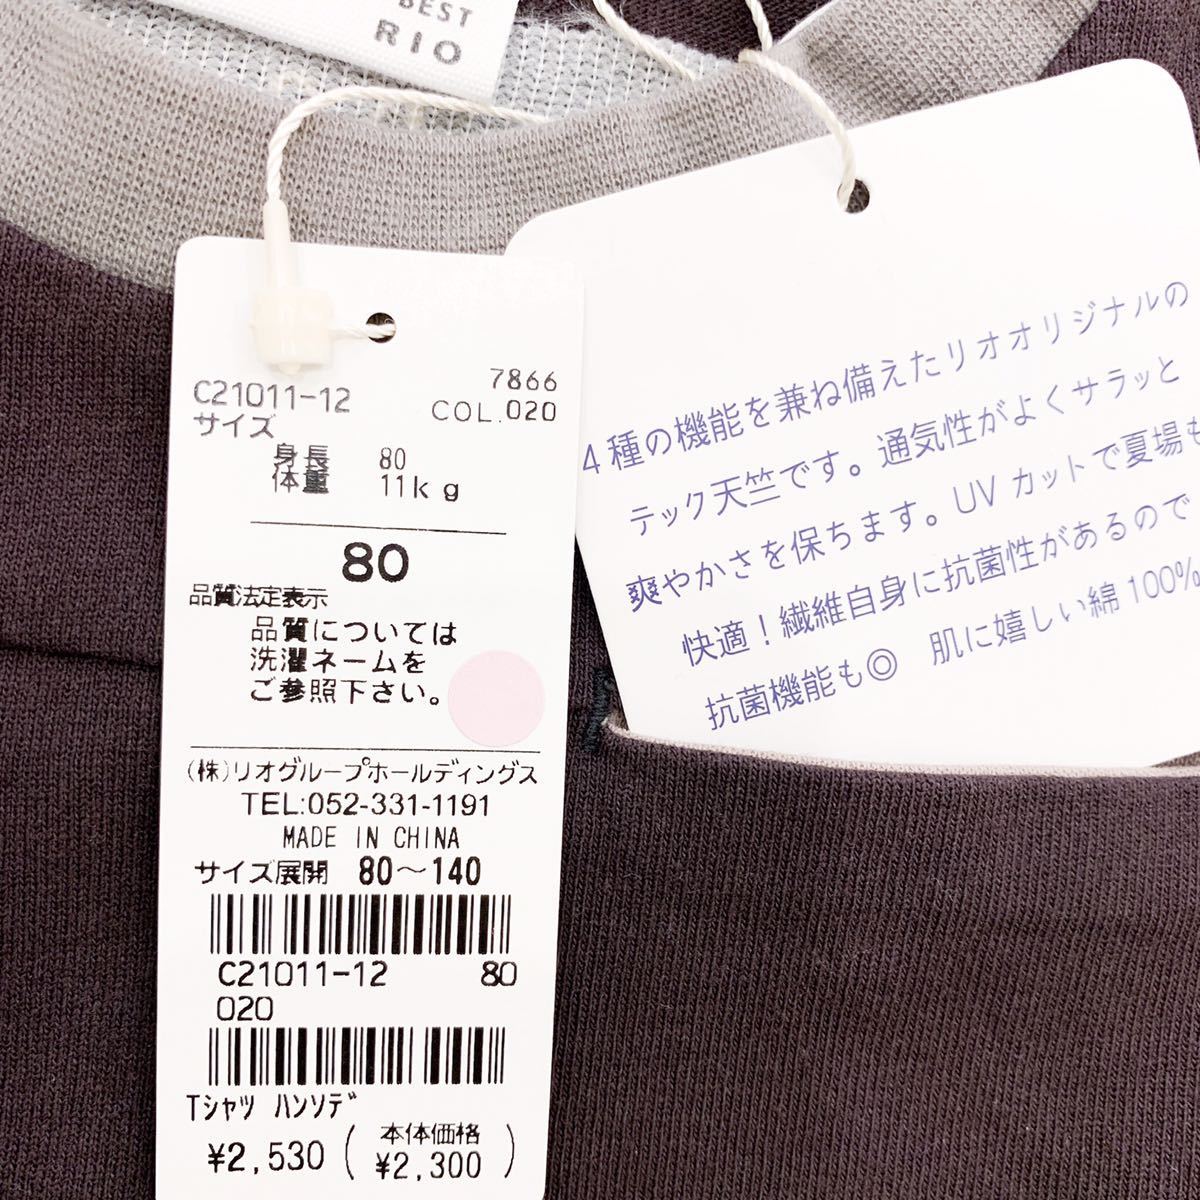 BEST
RIO
7866
C21011-12
COL.020
サイズ
身長 80
体重 11kg
80
品質法定表示
品質については
洗濯ネームを
ご参照下さい。
(株)リオグループホールディングス
TEL:052-331-1191
MADE IN CHINA
サイズ展開 80〜140
C21011-12 80
020
Tシャツ ハンソデ
¥2,530(本体価格 ¥2,300)
4種の機能を兼ね備えたリオオリジナルの
テック天竺です。通気性がよくサラッと
爽やかさを保ちます。UVカットで夏場も
快適！繊維自身に抗菌性があるので
抗菌機能も◎ 肌に嬉しい綿100%